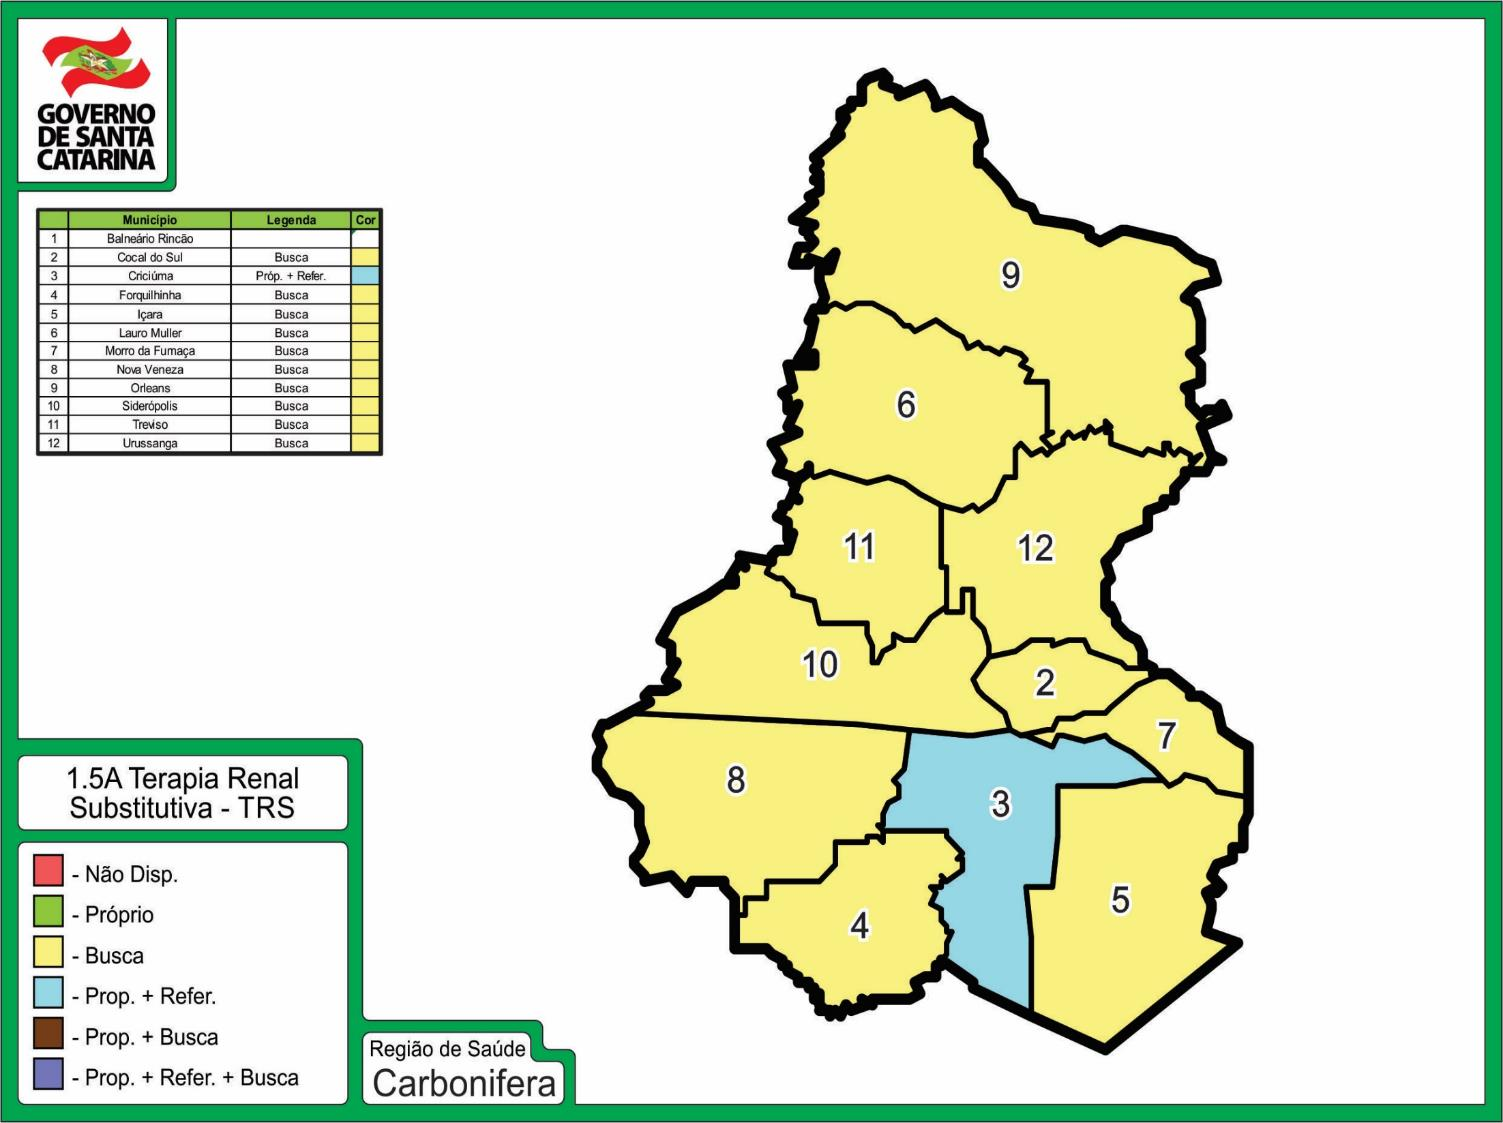 GOVERNO
DE SANTA
CATARINA
Município Legenda Cor
1 Balneário Rincão
2 Cocal do Sul Busca
3 Criciúma Próp. + Refer.
4 Forquilhinha Busca
5 Içara Busca
6 Lauro Muller Busca
7 Morro da Fumaça Busca
8 Nova Veneza Busca
9 Orleans Busca
10 Siderópolis Busca
11 Treviso Busca
12 Urussanga Busca
9
6
11
12
10
2
7
8
3
5
4
1.5A Terapia Renal
Substitutiva - TRS
- Não Disp.
- Próprio
- Busca
- Prop. + Refer.
- Prop. + Busca
- Prop. + Refer. + Busca
Região de Saúde
Carbonifera